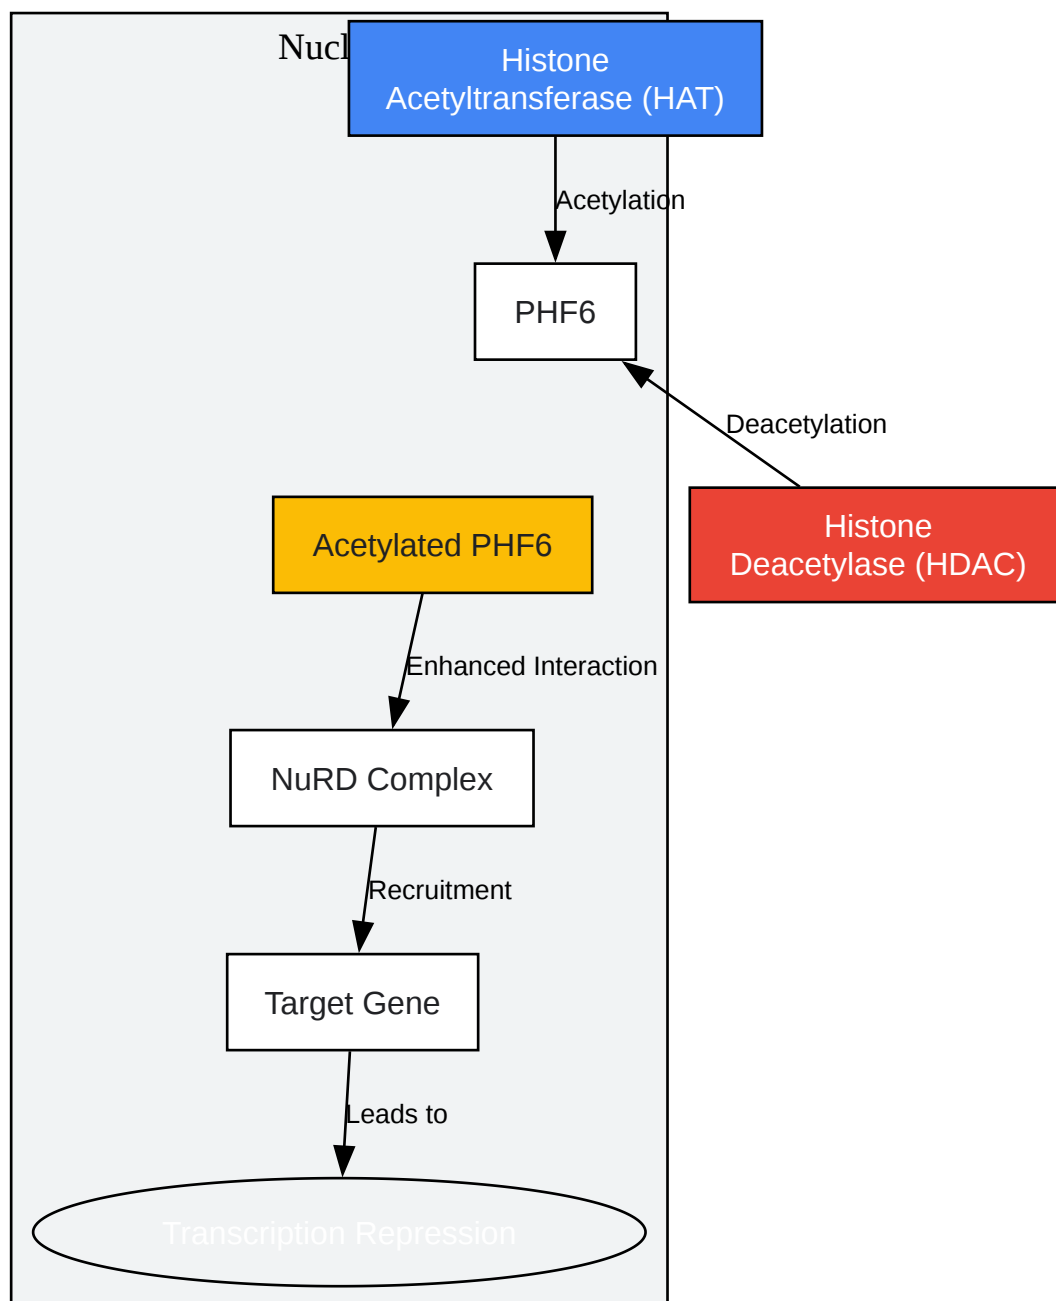 Nucl
Histone
Acetyltransferase (HAT)
Acetylation
PHF6
Deacetylation
Histone
Deacetylase (HDAC)
Acetylated PHF6
Enhanced Interaction
NuRD Complex
Recruitment
Target Gene
Leads to
Transcription Repression